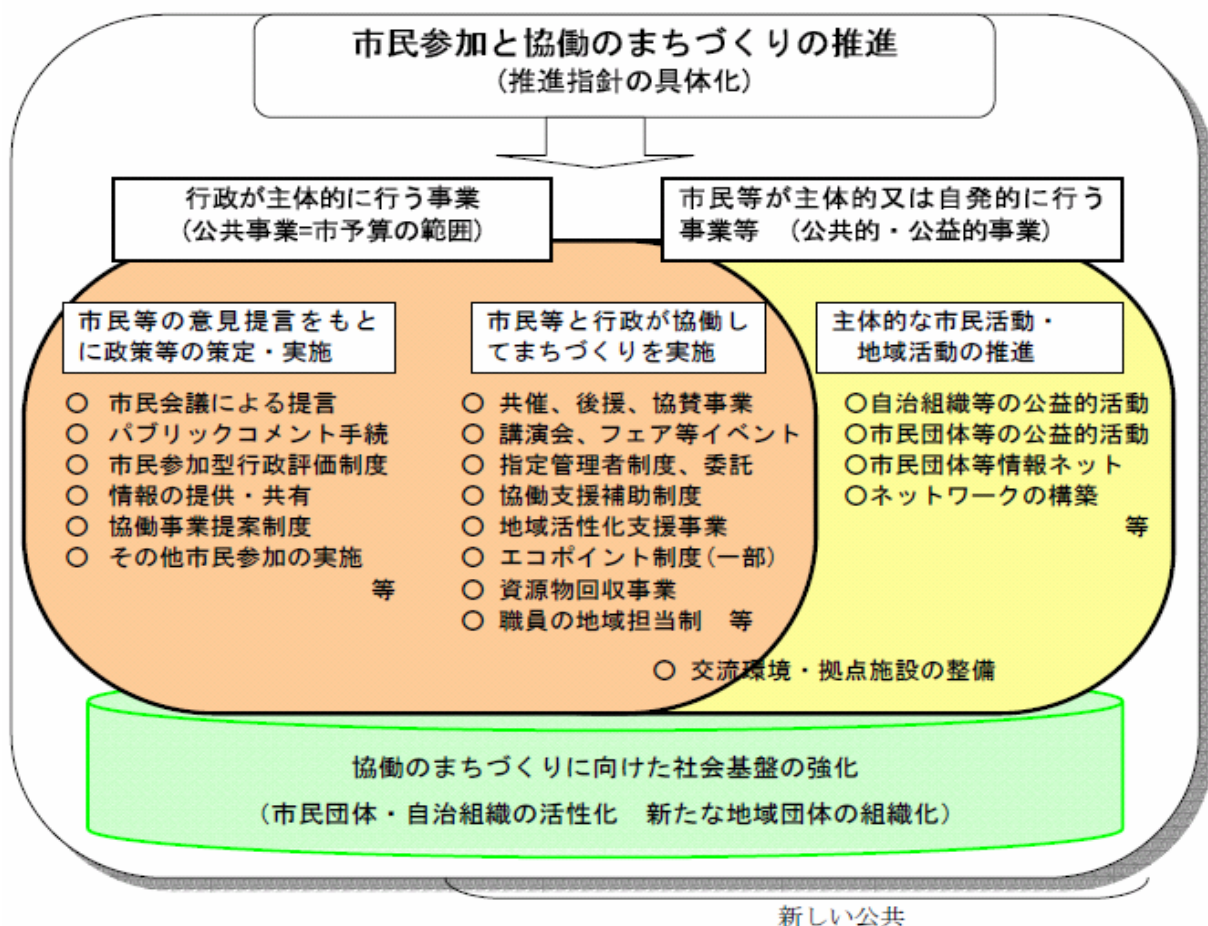 市民参加と協働のまちづくりの推進
(推進指針の具体化)
行政が主体的に行う事業
(公共事業=市予算の範囲)
市民等が主体的又は自発的に行う
事業等 (公共的・公益的事業)
市民等の意見提言をもと
に政策等の策定・実施
○ 市民会議による提言
○ パブリックコメント手続
○ 市民参加型行政評価制度
○ 情報の提供・共有
○ 協働事業提案制度
○ その他市民参加の実施
等
市民等と行政が協働し
てまちづくりを実施
○ 共催、後援、協賛事業
○ 講演会、フェア等イベント
○ 指定管理者制度、委託
○ 協働支援補助制度
○ 地域活性化支援事業
○ エコポイント制度(一部)
○ 資源物回収事業
○ 職員の地域担当制 等
主体的な市民活動・
地域活動の推進
○自治組織等の公益的活動
○市民団体等の公益的活動
○市民団体等情報ネット
○ネットワークの構築
等
○ 交流環境・拠点施設の整備
協働のまちづくりに向けた社会基盤の強化
(市民団体・自治組織の活性化 新たな地域団体の組織化)
新しい公共